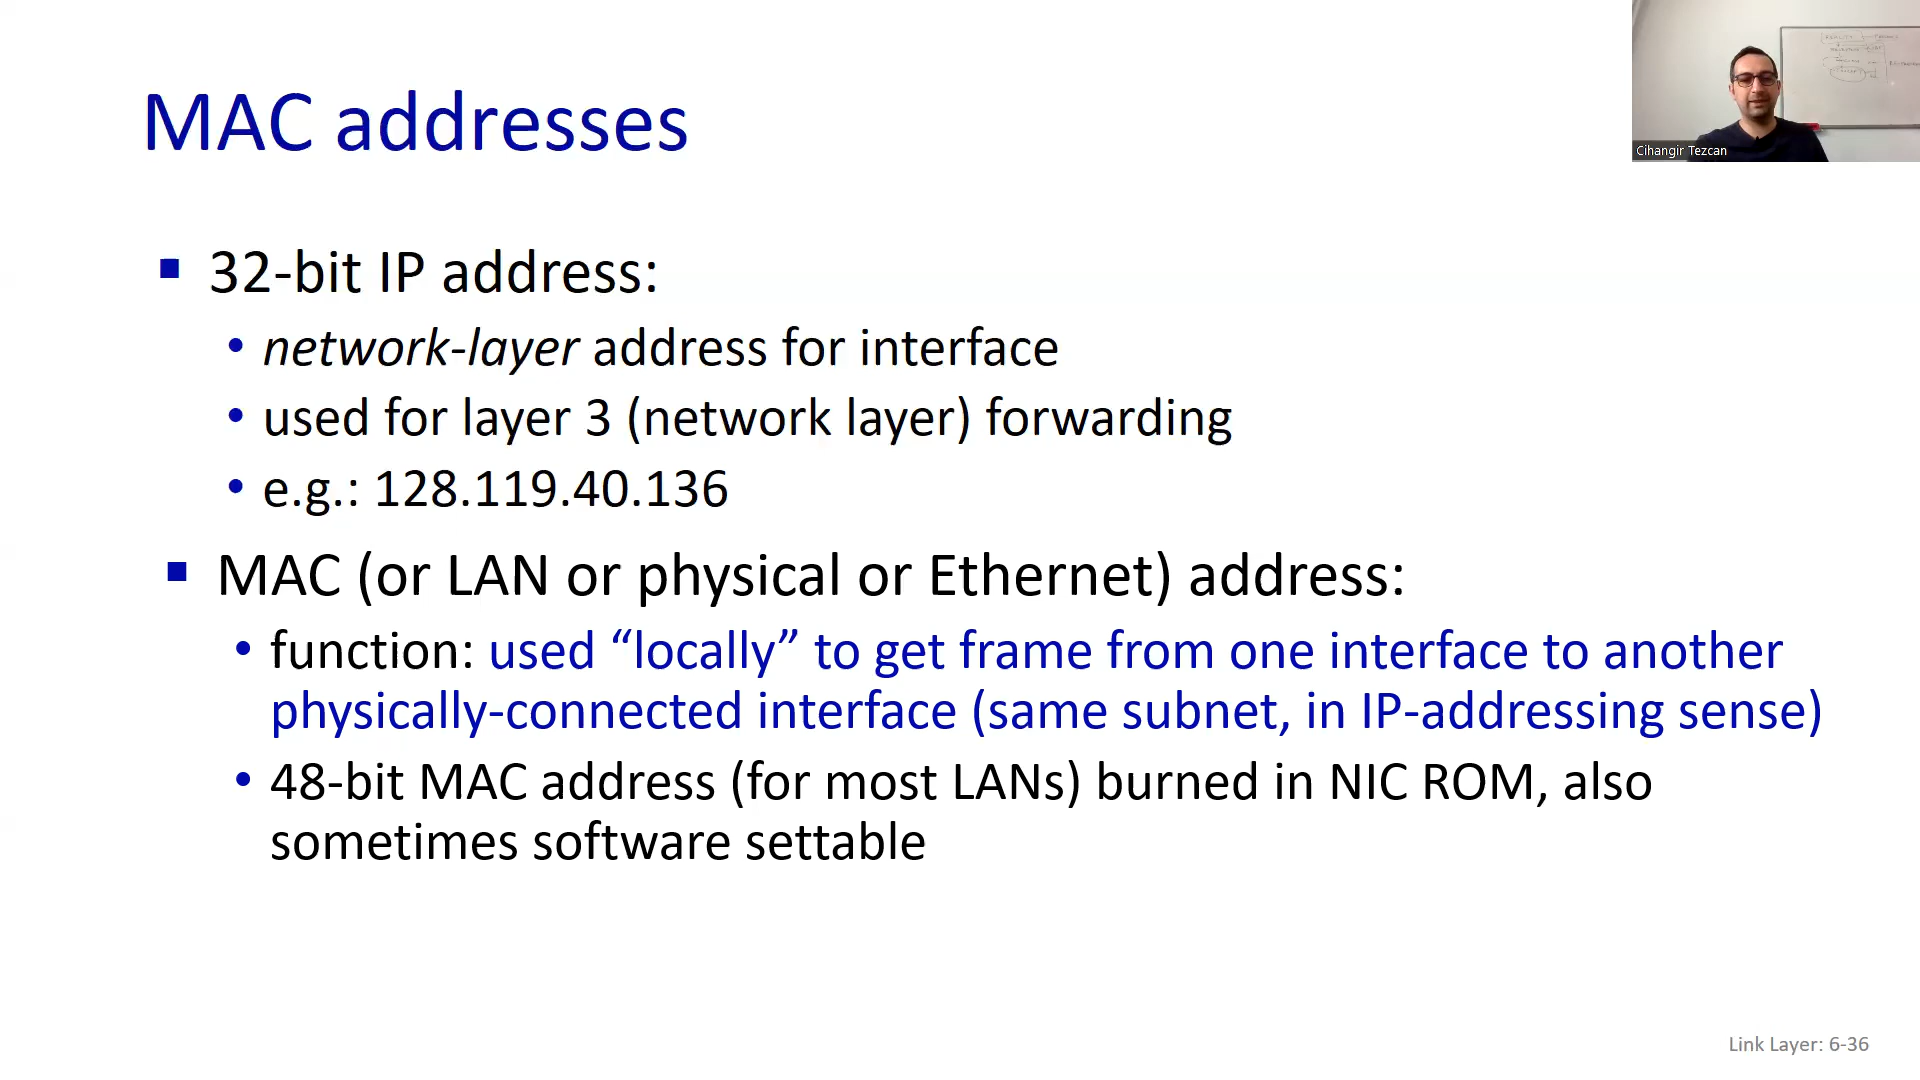 MAC addresses
Cihangir Tezcan
▪ 32-bit IP address:
• network-layer address for interface
• used for layer 3 (network layer) forwarding
• e.g.: 128.119.40.136
▪ MAC (or LAN or physical or Ethernet) address:
• function: used “locally” to get frame from one interface to another
physically-connected interface (same subnet, in IP-addressing sense)
• 48-bit MAC address (for most LANs) burned in NIC ROM, also
sometimes software settable
Link Layer: 6-36